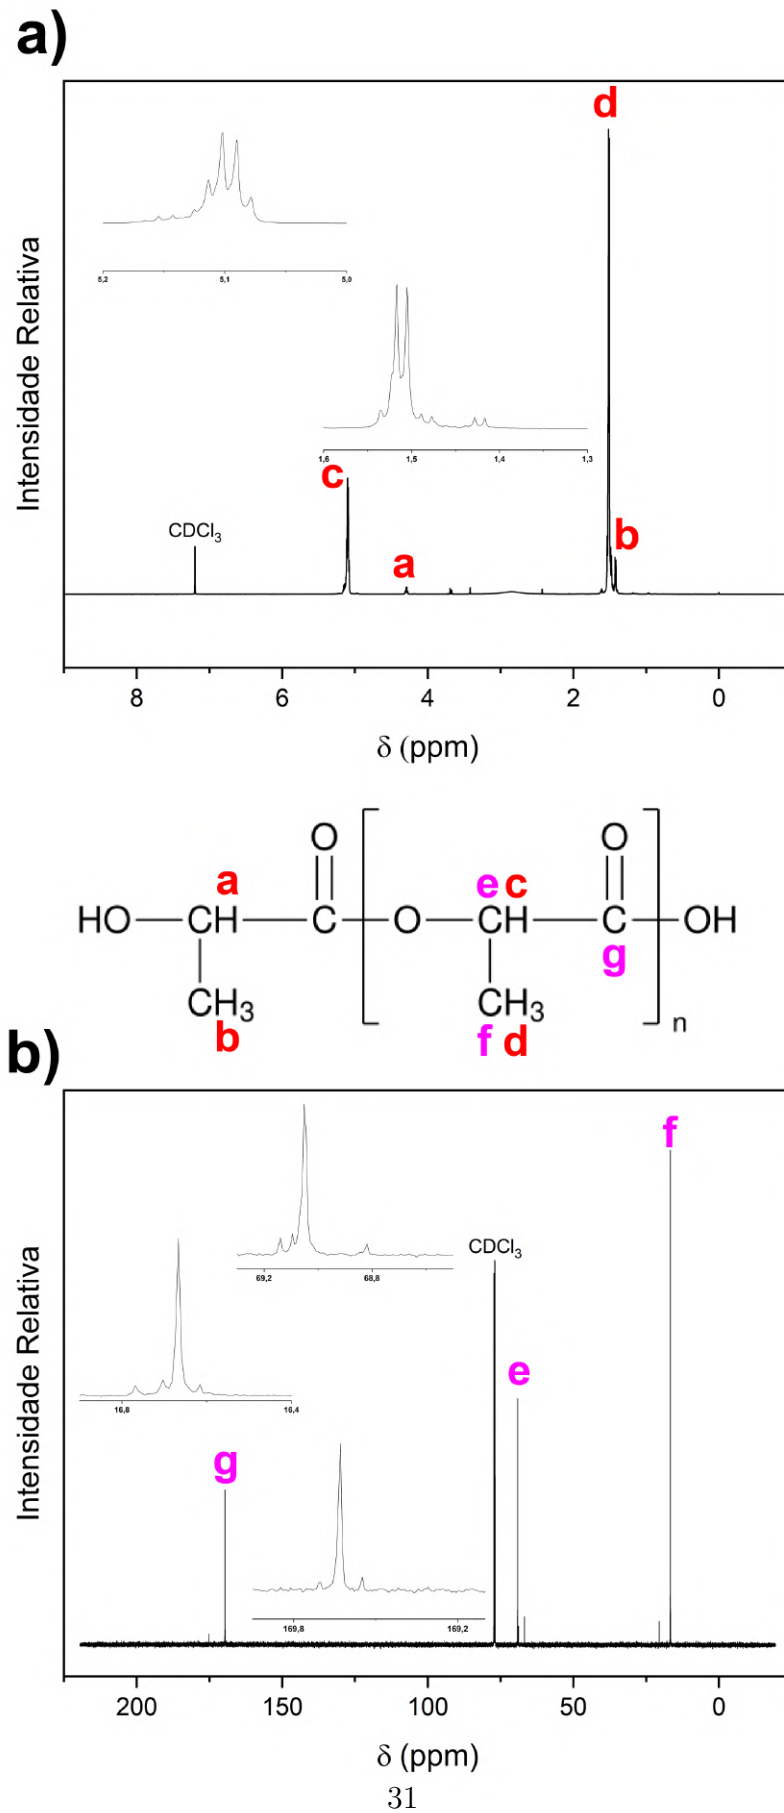 a)
d
5,2 5,1 5,0
1,6 1,5 1,4 1,3
c
CDCl3
a
b
Intensidade Relativa
8 6 4 2 0
δ (ppm)
O O
a e c
HO CH C O CH C OH
g
CH3 CH3
b f d
n
b)
f
69,2 68,8
CDCl3
16,8 16,4
e
g
169,8 169,2
Intensidade Relativa
200 150 100 50 0
δ (ppm)
31